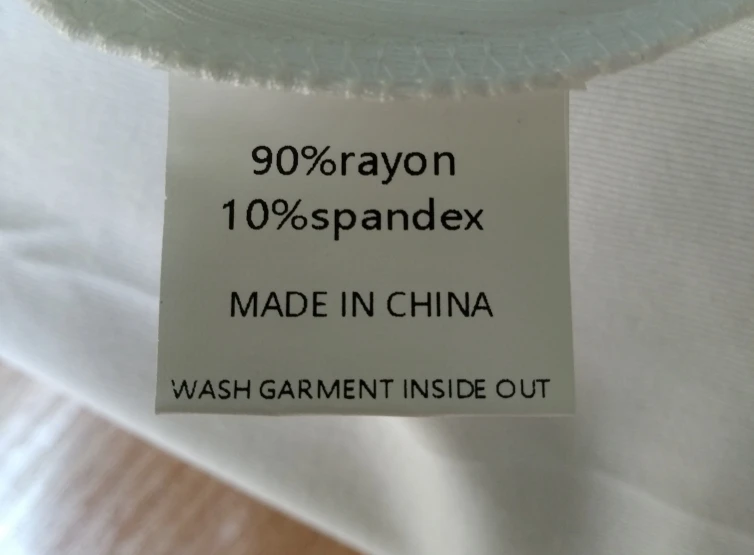 90%rayon
10%spandex
MADE IN CHINA
WASH GARMENT INSIDE OUT